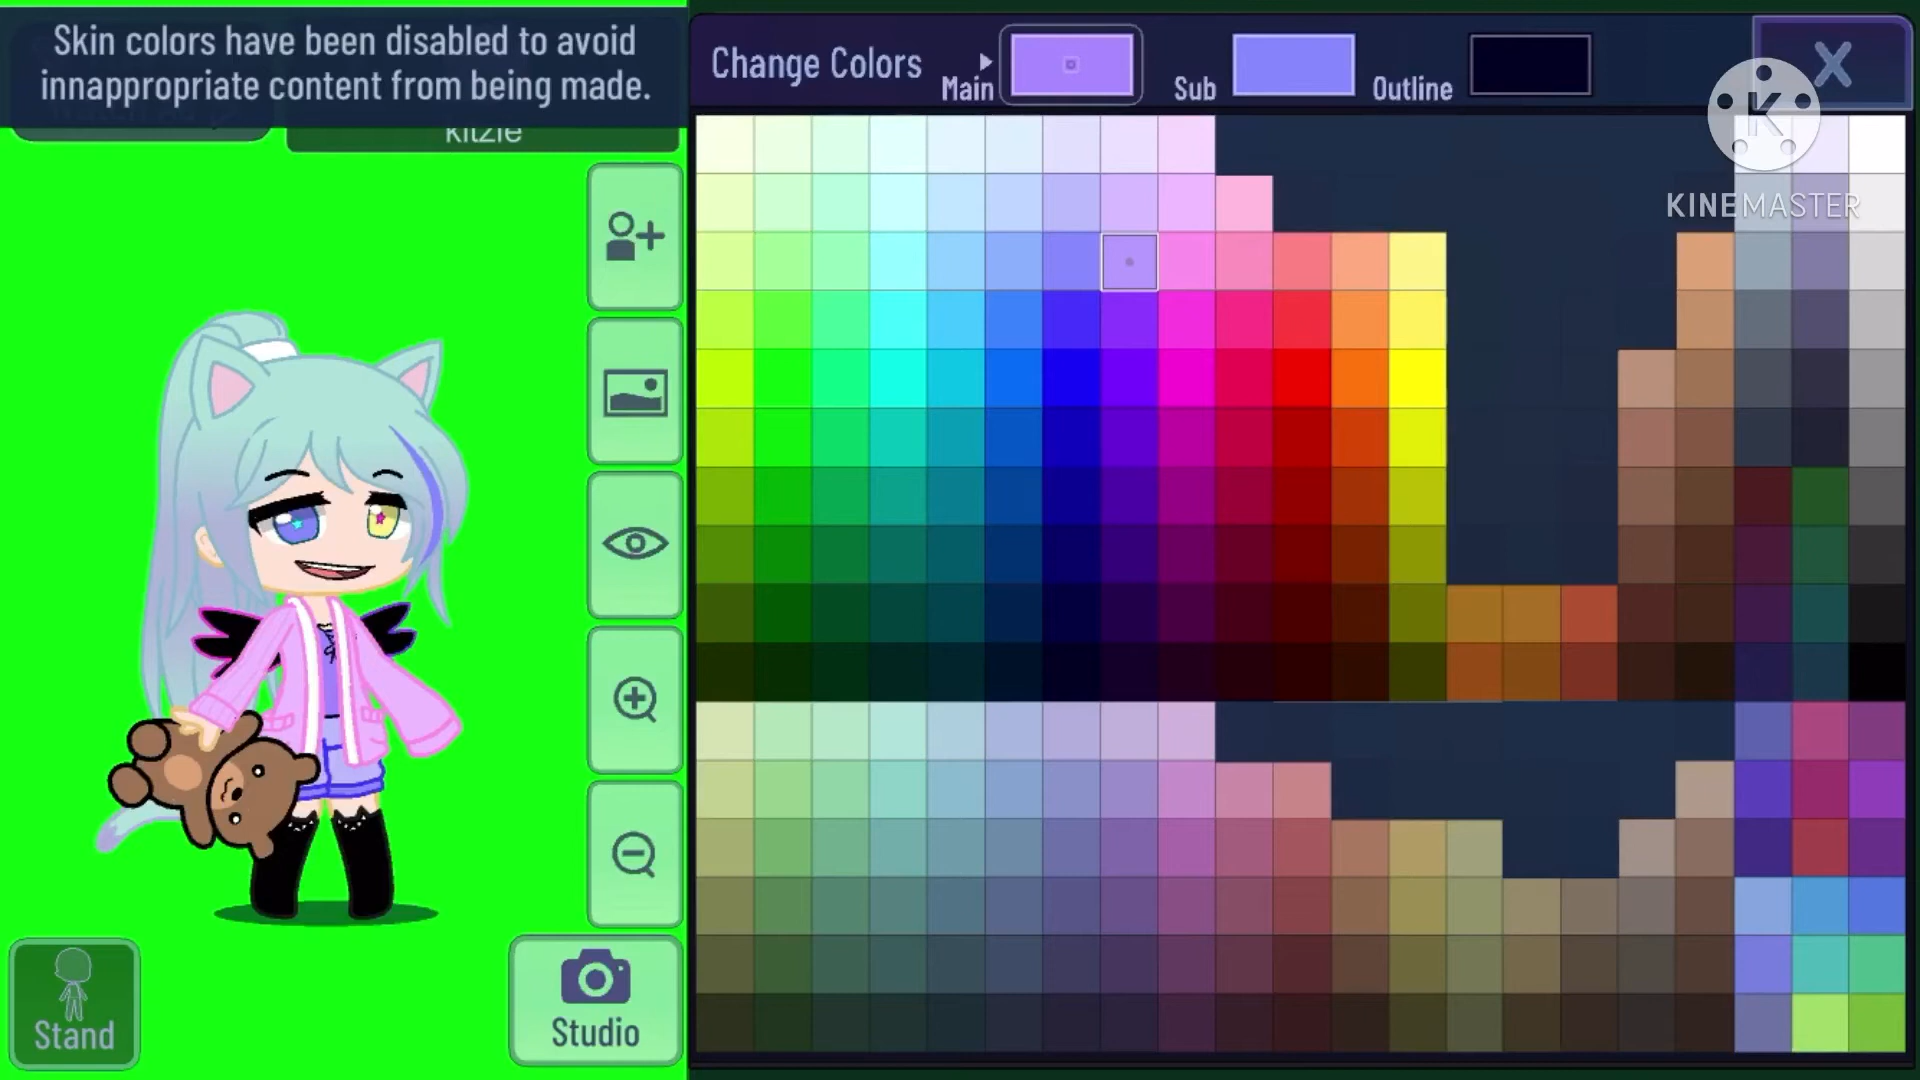 Skin colors have been disabled to avoid
innappropriate content from being made.
kitzie
Change Colors
Main
Sub
Outline
X
K
KINEMASTER
Stand
Studio